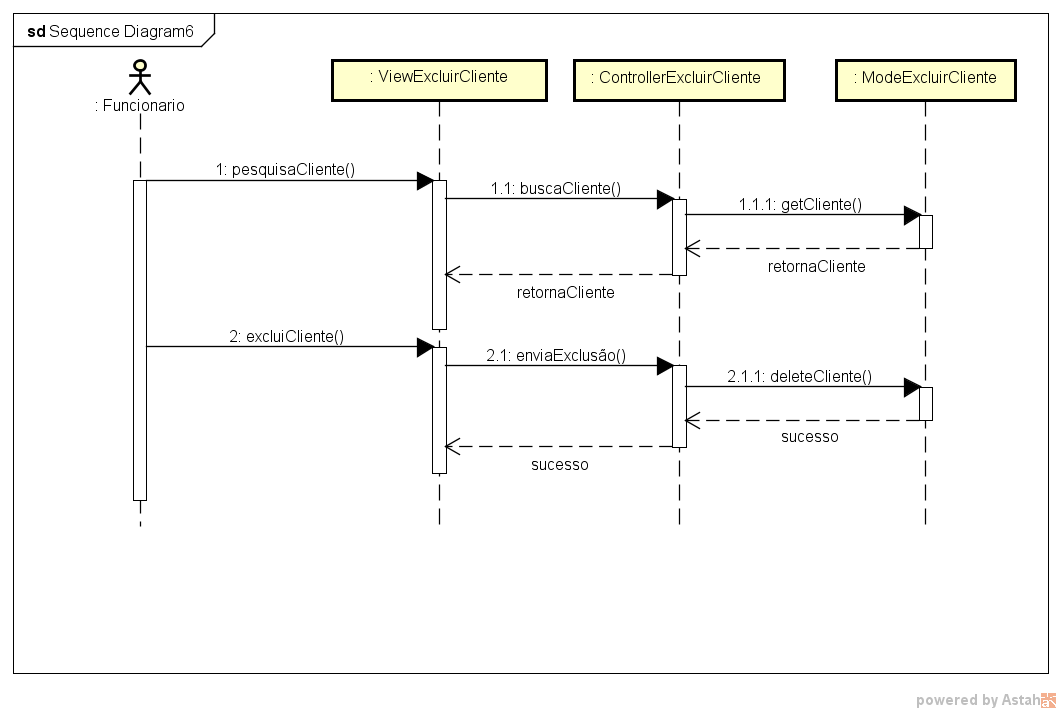 sd Sequence Diagram6
: Funcionario
: ViewExcluirCliente
: ControllerExcluirCliente
: ModeExcluirCliente
1: pesquisaCliente()
1.1: buscaCliente()
1.1.1: getCliente()
retornaCliente
retornaCliente
2: excluiCliente()
2.1: enviaExclusão()
2.1.1: deleteCliente()
sucesso
sucesso
powered by Astah